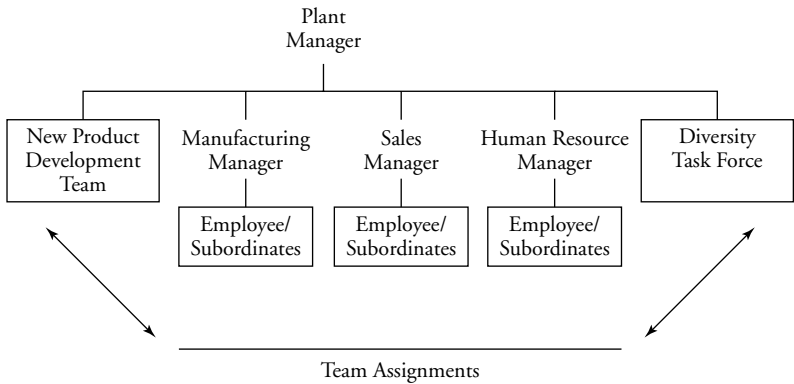 Plant
Manager
New Product
Development
Team
Manufacturing
Manager
Sales
Manager
Human Resource
Manager
Diversity
Task Force
Employee/
Subordinates
Employee/
Subordinates
Employee/
Subordinates
Team Assignments